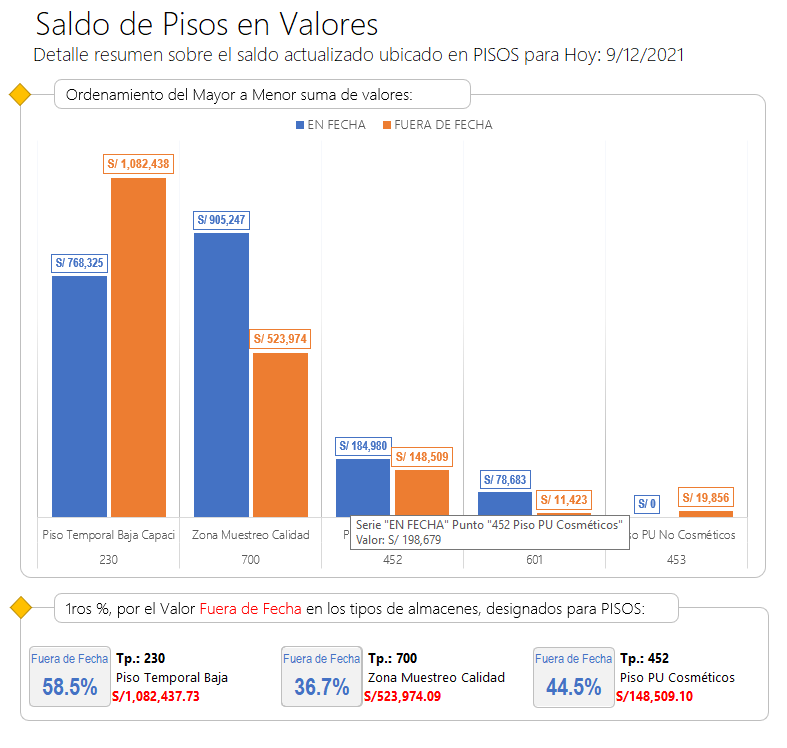 Saldo de Pisos en Valores
Detalle resumen sobre el saldo actualizado ubicado en PISOS para Hoy: 9/12/2021
Ordenamiento del Mayor a Menor suma de valores:
EN FECHA FUERA DE FECHA
S/ 1,082,438
S/ 905,247
S/ 768,325
S/ 523,974
S/ 184,980
S/ 148,509
S/ 78,683
S/ 11,423
S/ 0
S/ 19,856
Serie "EN FECHA" Punto "452 Piso PU Cosméticos"
Valor: S/ 198,679
Piso Temporal Baja Capaci Zona Muestreo Calidad PU No Cosméticos
230 700 452 601 453
1ros %, por el Valor Fuera de Fecha en los tipos de almacenes, designados para PISOS:
Fuera de Fecha
58.5%
Tp.: 230
Piso Temporal Baja
S/1,082,437.73
Fuera de Fecha
36.7%
Tp.: 700
Zona Muestreo Calidad
S/523,974.09
Fuera de Fecha
44.5%
Tp.: 452
Piso PU Cosméticos
S/148,509.10